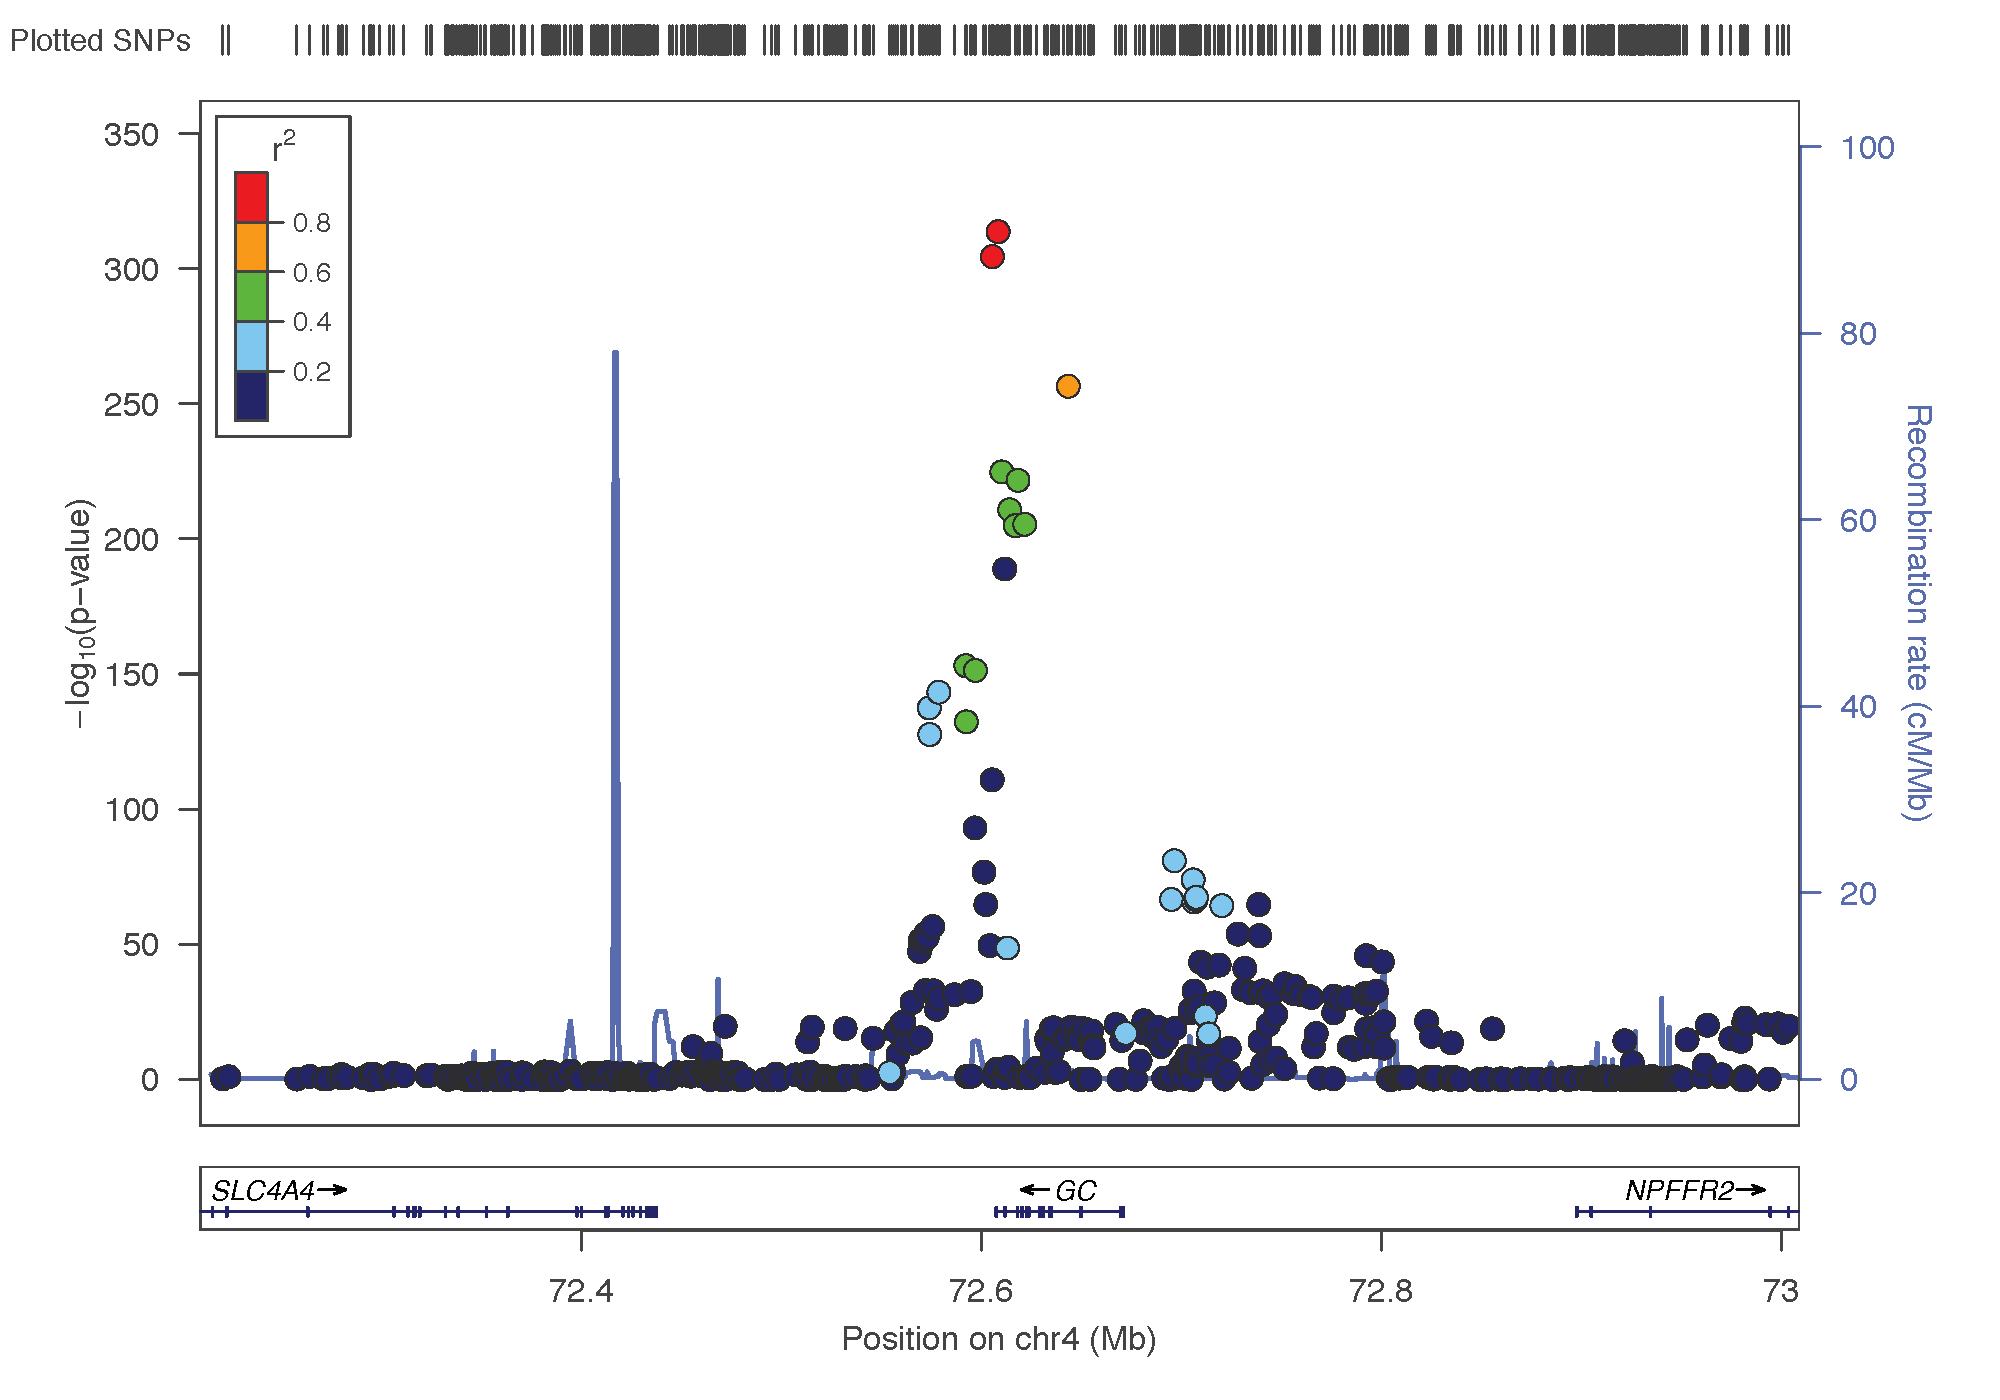 Plotted SNPs
r2
0.8
0.6
0.4
0.2
350
300
250
200
150
100
50
0
−log10(p−value)
100
80
60
40
20
0
Recombination rate (cM/Mb)
SLC4A4→
←GC
NPFFR2→
72.4
72.6
72.8
73
Position on chr4 (Mb)